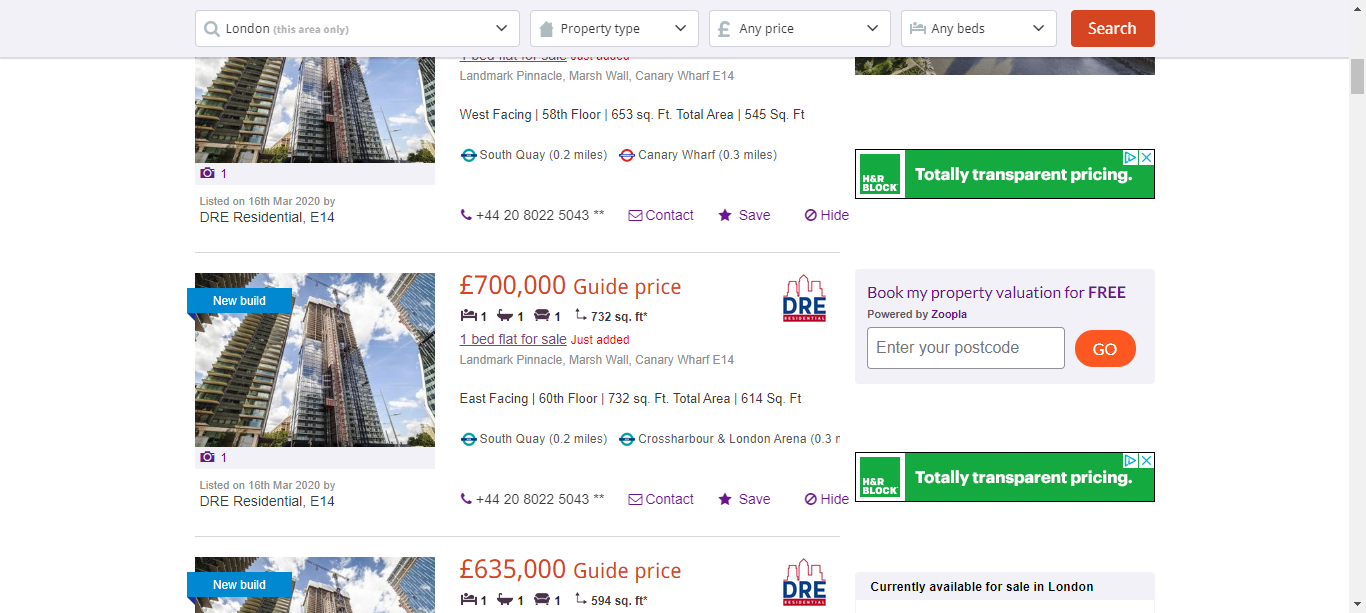 London (this area only)
Property type
Any price
Any beds
Search
1 bed flat for sale Just added
Landmark Pinnacle, Marsh Wall, Canary Wharf E14
West Facing | 58th Floor | 653 sq. Ft. Total Area | 545 Sq. Ft
South Quay (0.2 miles) Canary Wharf (0.3 miles)
1
Listed on 16th Mar 2020 by
DRE Residential, E14
+44 20 8022 5043 ** Contact Save Hide
H&R BLOCK Totally transparent pricing.
New build
£700,000 Guide price
1 1 1 732 sq. ft*
DRE
RESIDENTIAL
1 bed flat for sale Just added
Landmark Pinnacle, Marsh Wall, Canary Wharf E14
East Facing | 60th Floor | 732 sq. Ft. Total Area | 614 Sq. Ft
South Quay (0.2 miles) Crossharbour & London Arena (0.3 m
1
Listed on 16th Mar 2020 by
DRE Residential, E14
+44 20 8022 5043 ** Contact Save Hide
Book my property valuation for FREE
Powered by Zoopla
Enter your postcode
GO
H&R BLOCK Totally transparent pricing.
New build
£635,000 Guide price
1 1 1 594 sq. ft*
DRE
RESIDENTIAL
Currently available for sale in London